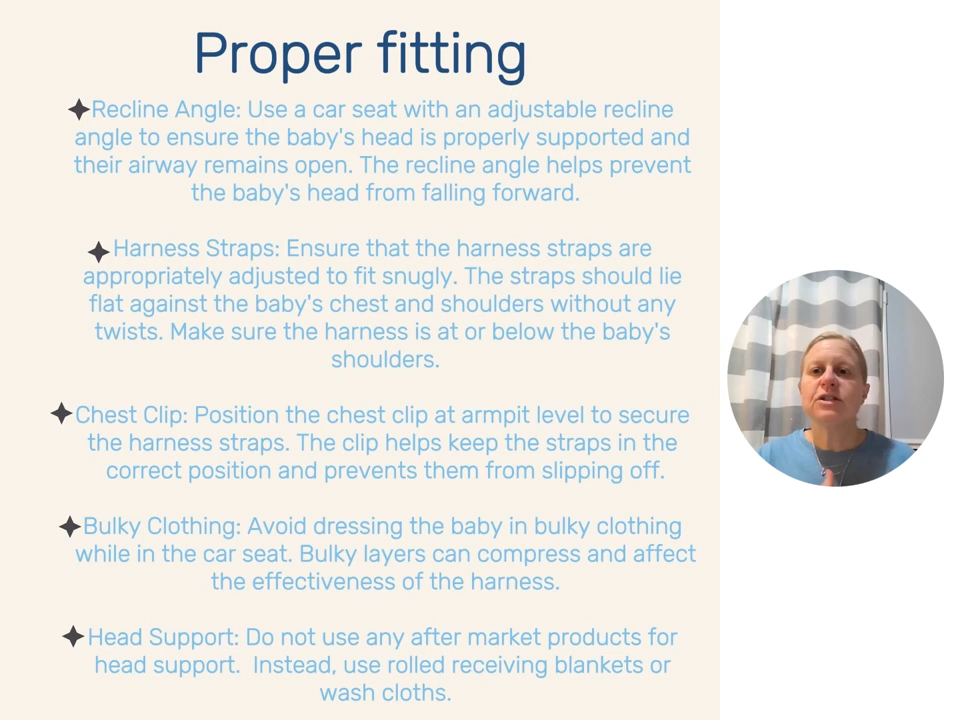 Proper fitting
Recline Angle: Use a car seat with an adjustable recline
angle to ensure the baby's head is properly supported and
their airway remains open. The recline angle helps prevent
the baby's head from falling forward.
Harness Straps: Ensure that the harness straps are
appropriately adjusted to fit snugly. The straps should lie
flat against the baby's chest and shoulders without any
twists. Make sure the harness is at or below the baby's
shoulders.
Chest Clip: Position the chest clip at armpit level to secure
the harness straps. The clip helps keep the straps in the
correct position and prevents them from slipping off.
Bulky Clothing: Avoid dressing the baby in bulky clothing
while in the car seat. Bulky layers can compress and affect
the effectiveness of the harness.
Head Support: Do not use any after market products for
head support. Instead, use rolled receiving blankets or
wash cloths.